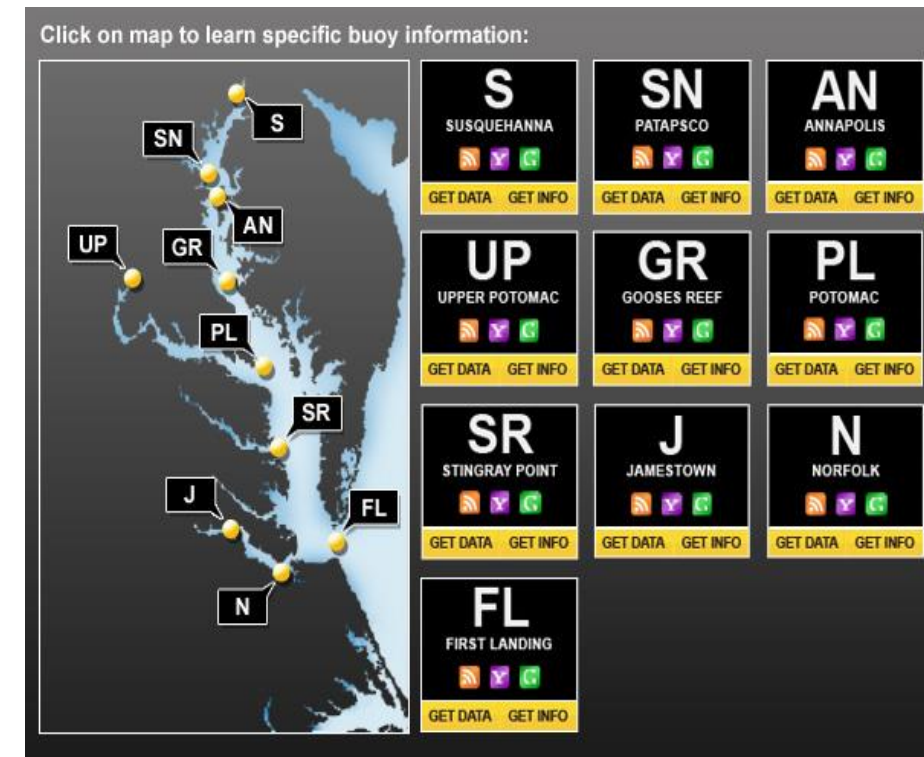 Click on map to learn specific buoy information:
S
SN
AN
UP
GR
PL
SR
J
FL
N
S
SUSQUEHANNA
Y G
GET DATA GET INFO
SN
PATAPSCO
Y G
GET DATA GET INFO
AN
ANNAPOLIS
Y G
GET DATA GET INFO
UP
UPPER POTOMAC
Y G
GET DATA GET INFO
GR
GOOSES REEF
Y G
GET DATA GET INFO
PL
POTOMAC
Y G
GET DATA GET INFO
SR
STINGRAY POINT
Y G
GET DATA GET INFO
J
JAMESTOWN
Y G
GET DATA GET INFO
N
NORFOLK
Y G
GET DATA GET INFO
FL
FIRST LANDING
Y G
GET DATA GET INFO